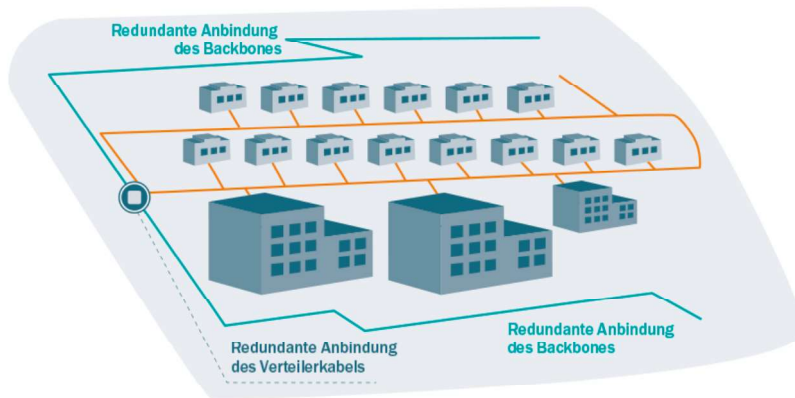 Redundante Anbindung
des Backbones
Redundante Anbindung
des Backbones
Redundante Anbindung
des Verteilerkabels